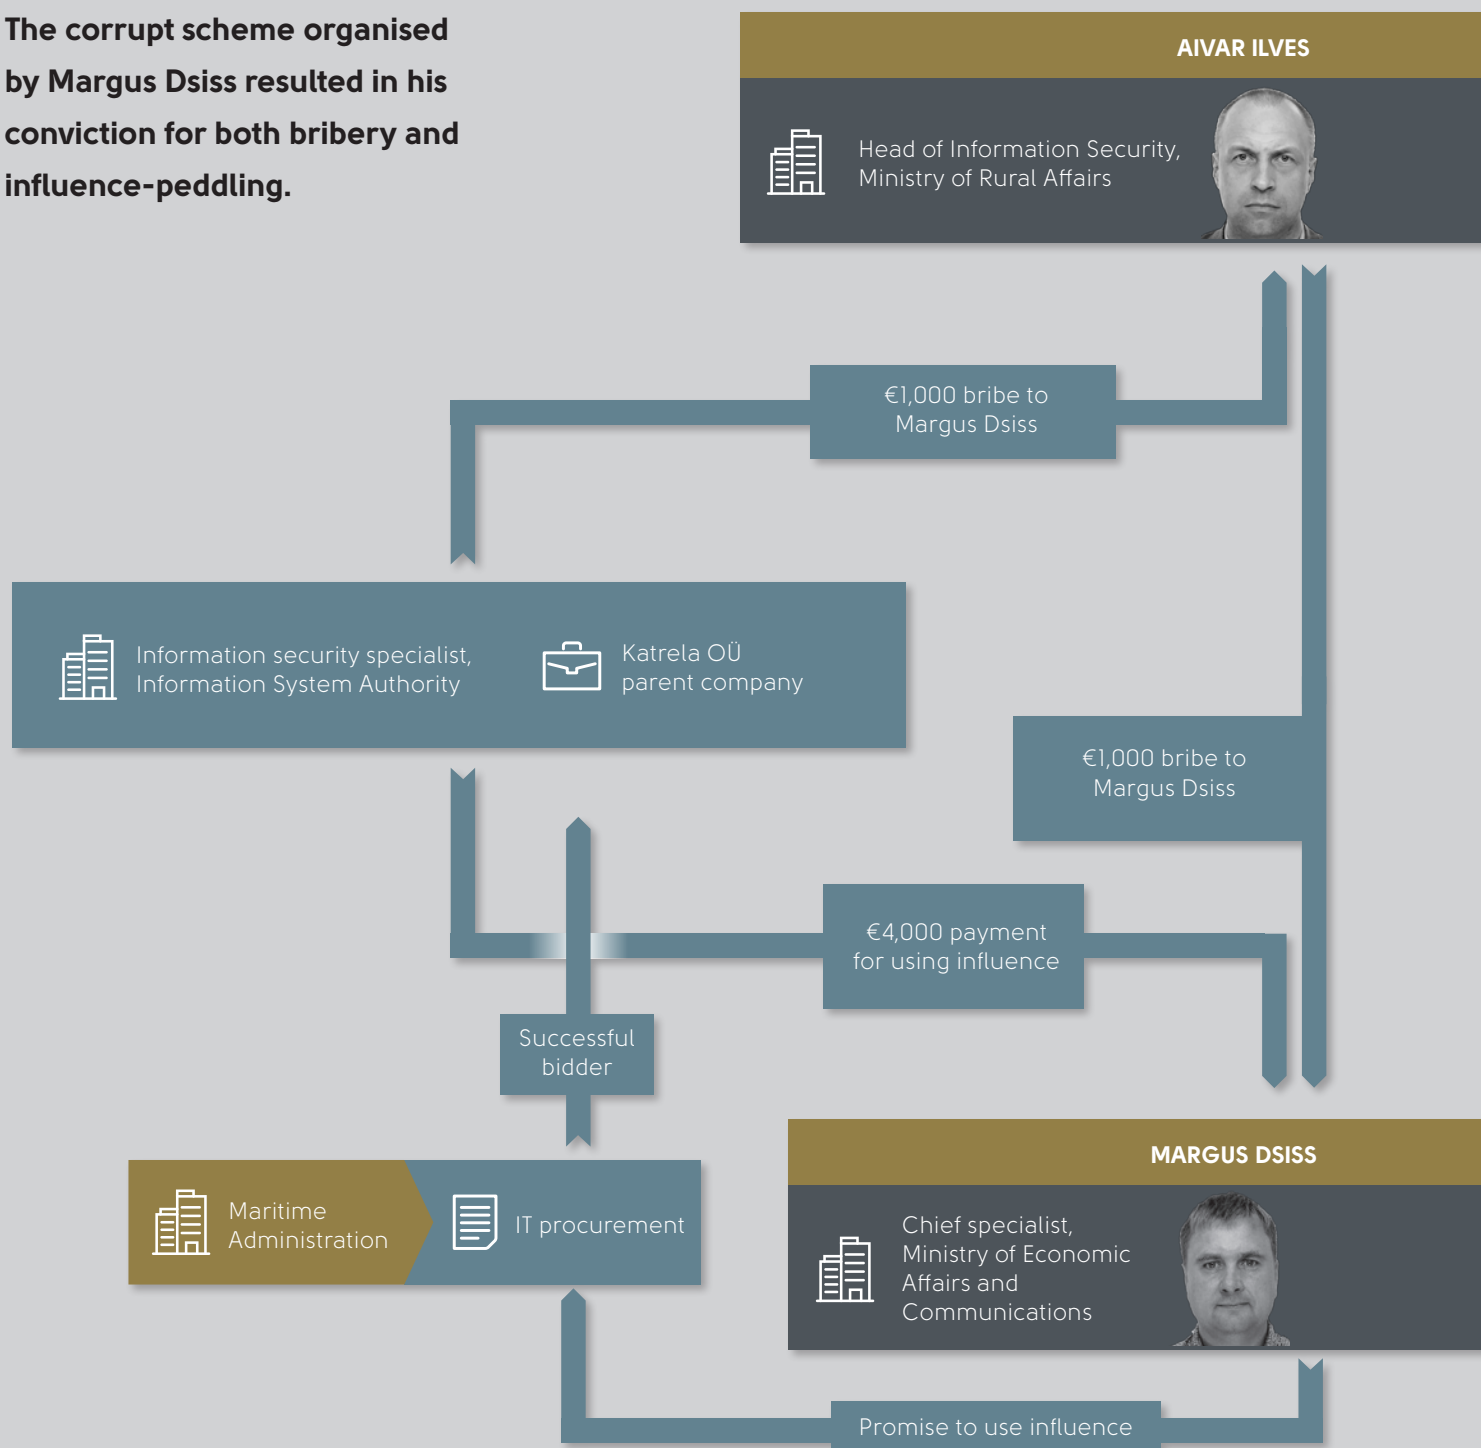 The corrupt scheme organised
by Margus Dsiss resulted in his
conviction for both bribery and
influence-peddling.
AIVAR ILVES
Head of Information Security,
Ministry of Rural Affairs
€1,000 bribe to
Margus Dsiss
Information security specialist,
Information System Authority
Katrela OÜ
parent company
€1,000 bribe to
Margus Dsiss
€4,000 payment
for using influence
Successful
bidder
Maritime
Administration
IT procurement
MARGUS DSISS
Chief specialist,
Ministry of Economic
Affairs and
Communications
Promise to use influence